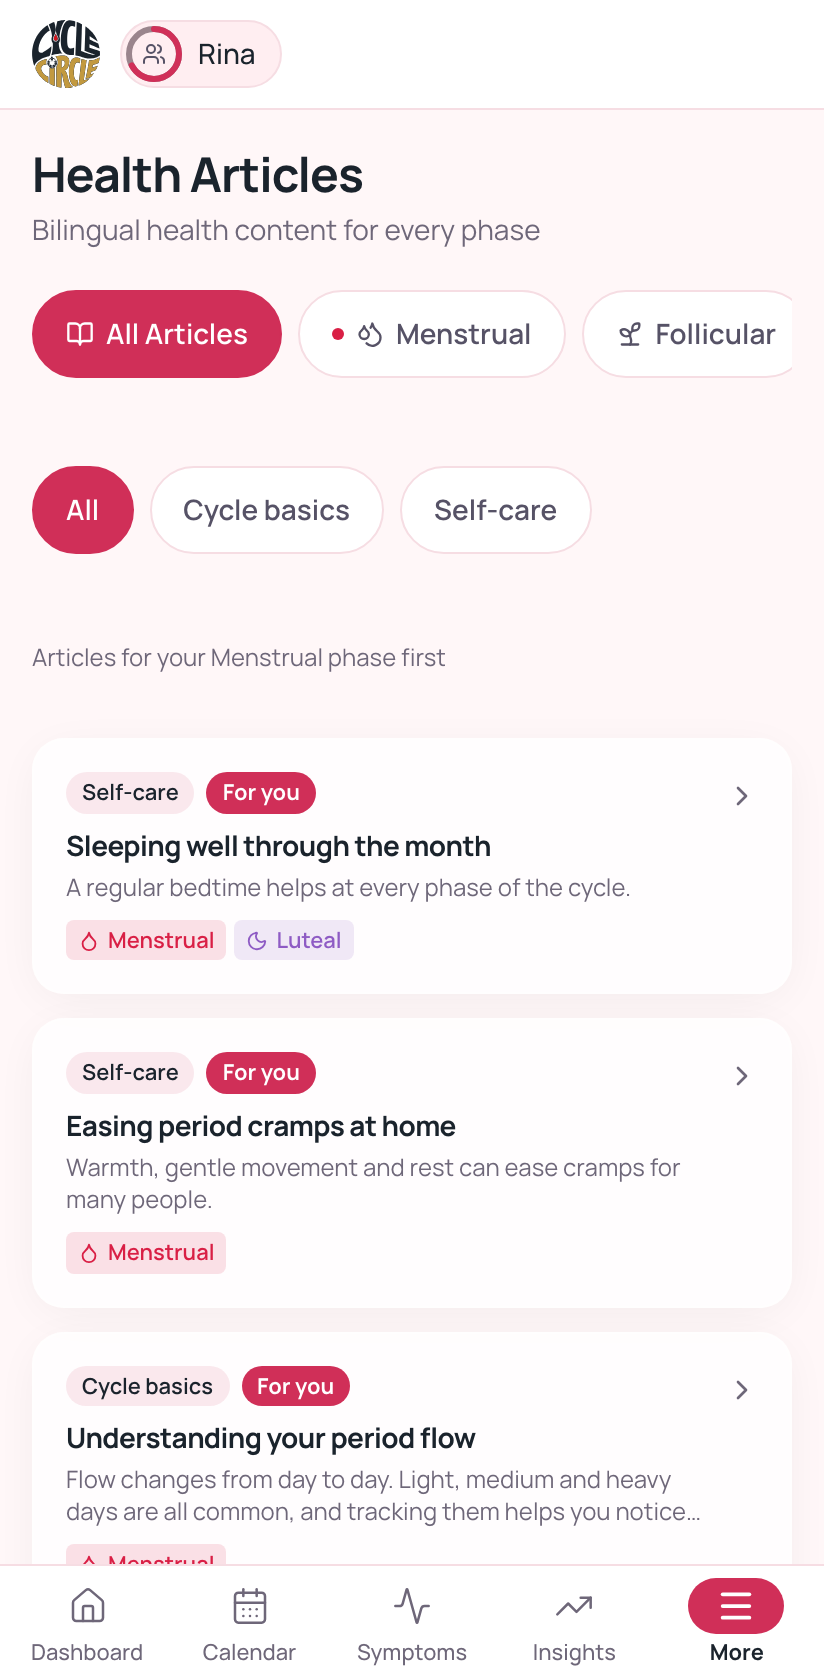 CYCLE
CIRCLE
Rina
Health Articles
Bilingual health content for every phase
All Articles
Menstrual
Follicular
All
Cycle basics
Self-care
Articles for your Menstrual phase first
Self-care
For you
Sleeping well through the month
A regular bedtime helps at every phase of the cycle.
Menstrual
Luteal
Self-care
For you
Easing period cramps at home
Warmth, gentle movement and rest can ease cramps for
many people.
Menstrual
Cycle basics
For you
Understanding your period flow
Flow changes from day to day. Light, medium and heavy
days are all common, and tracking them helps you notice…
Menstrual
Dashboard
Calendar
Symptoms
Insights
More